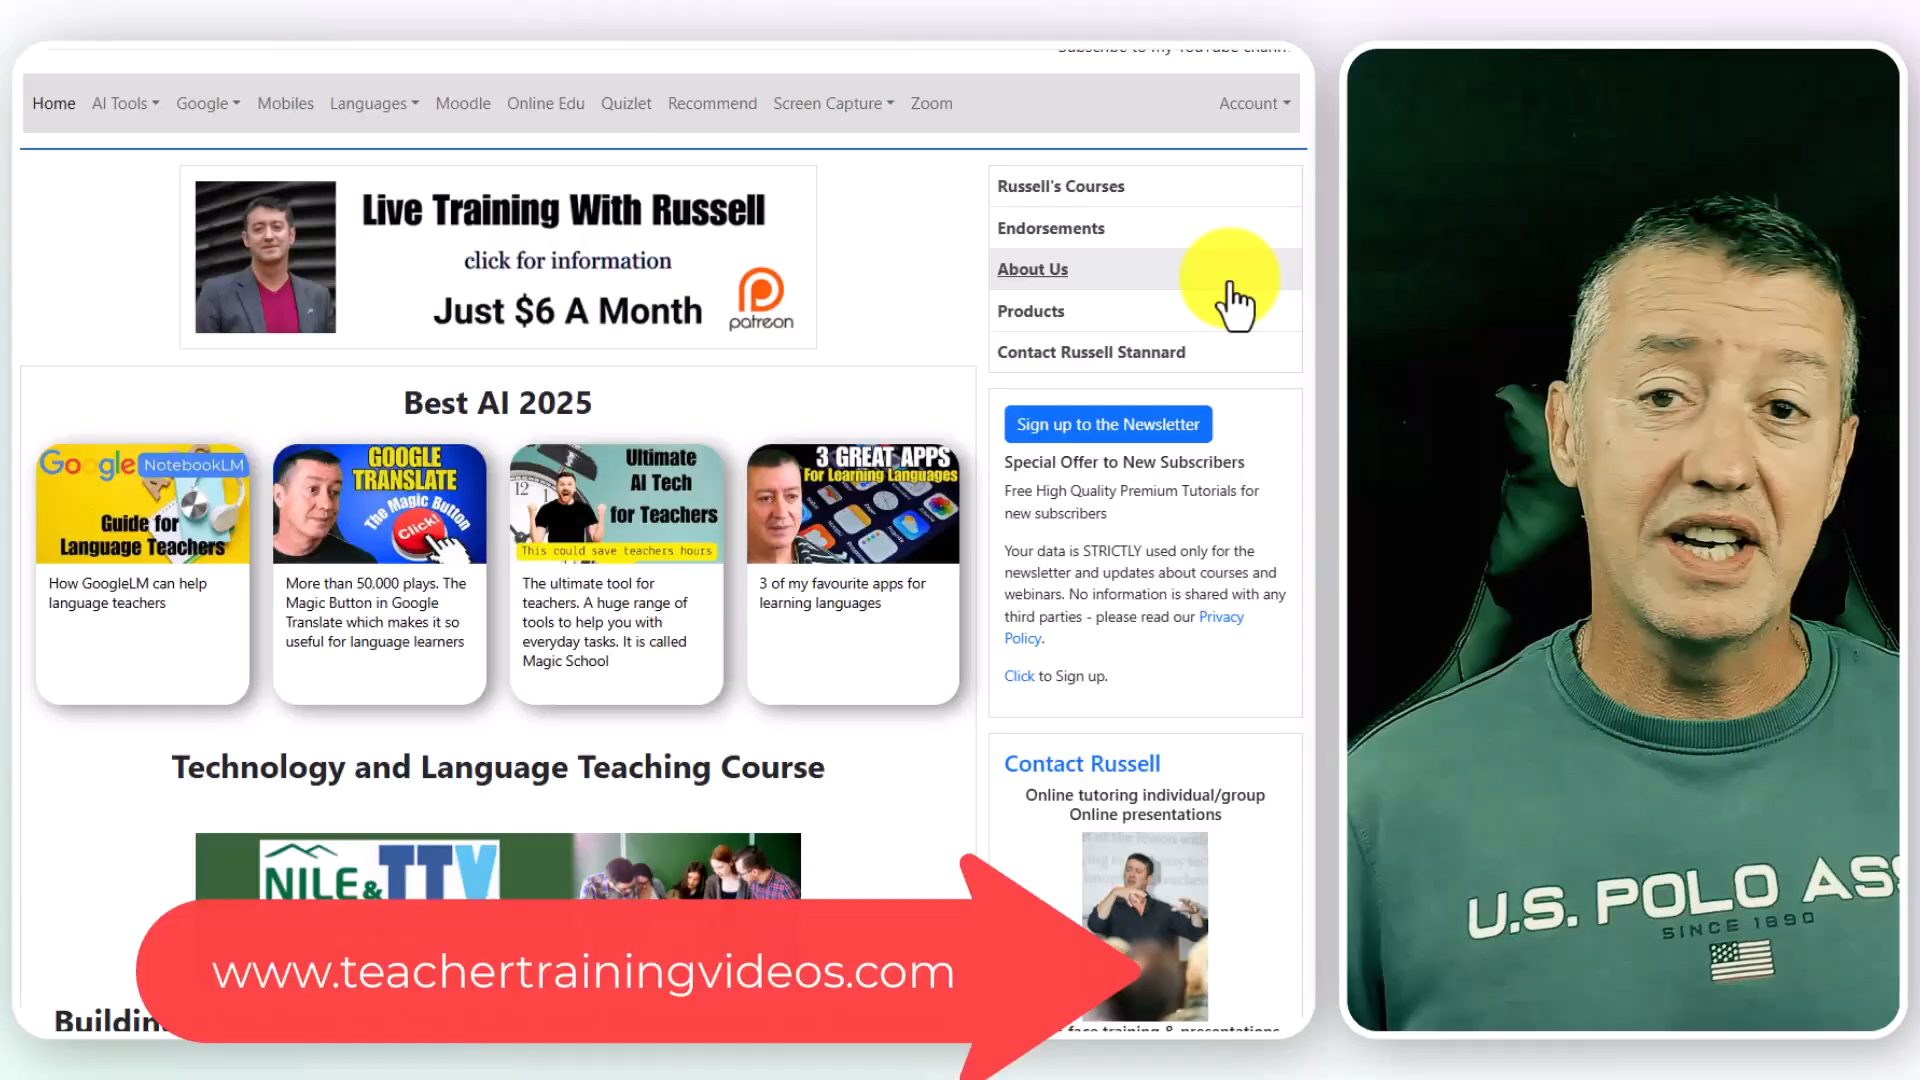 Subscribe to my YouTube chann
Home AI Tools Google Mobiles Languages Moodle Online Edu Quizlet Recommend Screen Capture Zoom Account
Live Training With Russell
click for information
Just $6 A Month
patreon
Russell's Courses
Endorsements
About Us
Products
Contact Russell Stannard
Best AI 2025
Google NotebookLM
Guide for
Language Teachers
How GoogleLM can help
language teachers
GOOGLE
TRANSLATE
The Magic Button
Click!
More than 50,000 plays. The
Magic Button in Google
Translate which makes it so
useful for language learners
12
Ultimate
AI Tech
for Teachers
This could save teachers hours
The ultimate tool for
teachers. A huge range of
tools to help you with
everyday tasks. It is called
Magic School
3 GREAT APPS
For Learning Languages
3 of my favourite apps for
learning languages
Sign up to the Newsletter
Special Offer to New Subscribers
Free High Quality Premium Tutorials for
new subscribers
Your data is STRICTLY used only for the
newsletter and updates about courses and
webinars. No information is shared with any
third parties - please read our Privacy
Policy.
Click to Sign up.
Technology and Language Teaching Course
NILE & TTV
Contact Russell
Online tutoring individual/group
Online presentations
www.teachertrainingvideos.com
Buildin
face training & presentations
U.S. POLO ASS
SINCE 1890